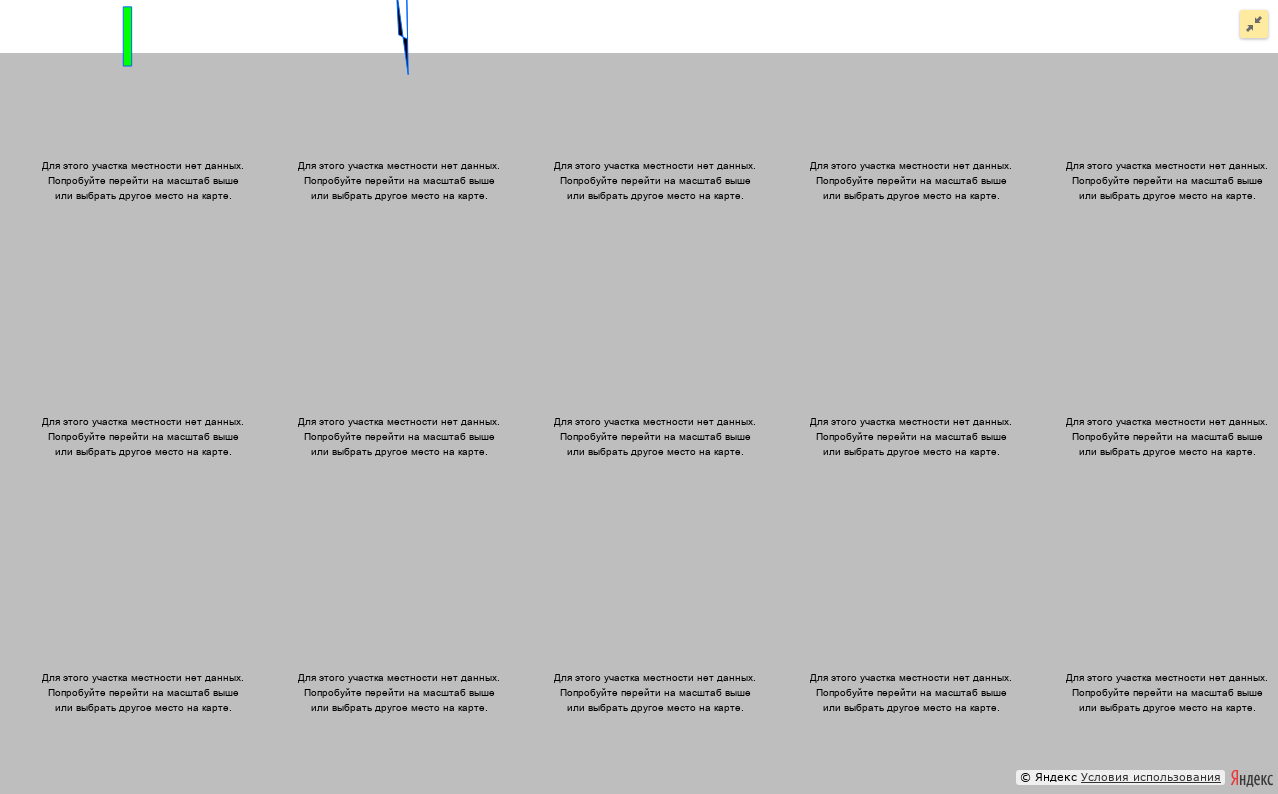 Для этого участка местности нет данных.
Попробуйте перейти на масштаб выше
или выбрать другое место на карте.
Для этого участка местности нет данных.
Попробуйте перейти на масштаб выше
или выбрать другое место на карте.
Для этого участка местности нет данных.
Попробуйте перейти на масштаб выше
или выбрать другое место на карте.
Для этого участка местности нет данных.
Попробуйте перейти на масштаб выше
или выбрать другое место на карте.
Для этого участка местности нет данных.
Попробуйте перейти на масштаб выше
или выбрать другое место на карте.
Для этого участка местности нет данных.
Попробуйте перейти на масштаб выше
или выбрать другое место на карте.
Для этого участка местности нет данных.
Попробуйте перейти на масштаб выше
или выбрать другое место на карте.
Для этого участка местности нет данных.
Попробуйте перейти на масштаб выше
или выбрать другое место на карте.
Для этого участка местности нет данных.
Попробуйте перейти на масштаб выше
или выбрать другое место на карте.
Для этого участка местности нет данных.
Попробуйте перейти на масштаб выше
или выбрать другое место на карте.
Для этого участка местности нет данных.
Попробуйте перейти на масштаб выше
или выбрать другое место на карте.
Для этого участка местности нет данных.
Попробуйте перейти на масштаб выше
или выбрать другое место на карте.
Для этого участка местности нет данных.
Попробуйте перейти на масштаб выше
или выбрать другое место на карте.
Для этого участка местности нет данных.
Попробуйте перейти на масштаб выше
или выбрать другое место на карте.
Для этого участка местности нет данных.
Попробуйте перейти на масштаб выше
или выбрать другое место на карте.
© Яндекс Условия использования Яндекс